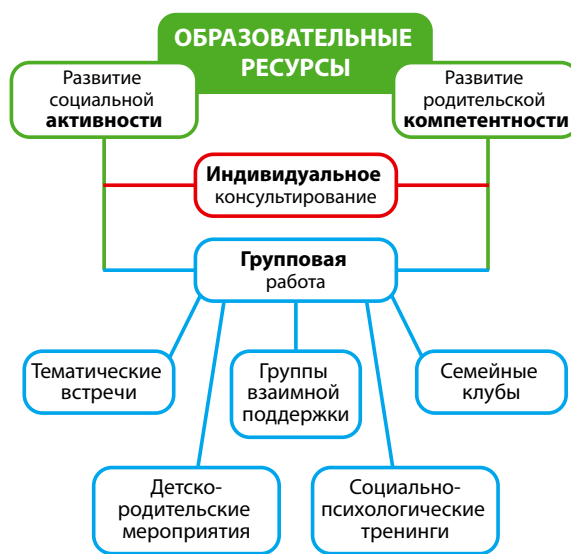 ОБРАЗОВАТЕЛЬНЫЕ
РЕСУРСЫ
Развитие
социальной
активности
Развитие
родительской
компетентности
Индивидуальное
консультирование
Групповая
работа
Тематические
встречи
Группы
взаимной
поддержки
Семейные
клубы
Детско-
родительские
мероприятия
Социально-
психологические
тренинги